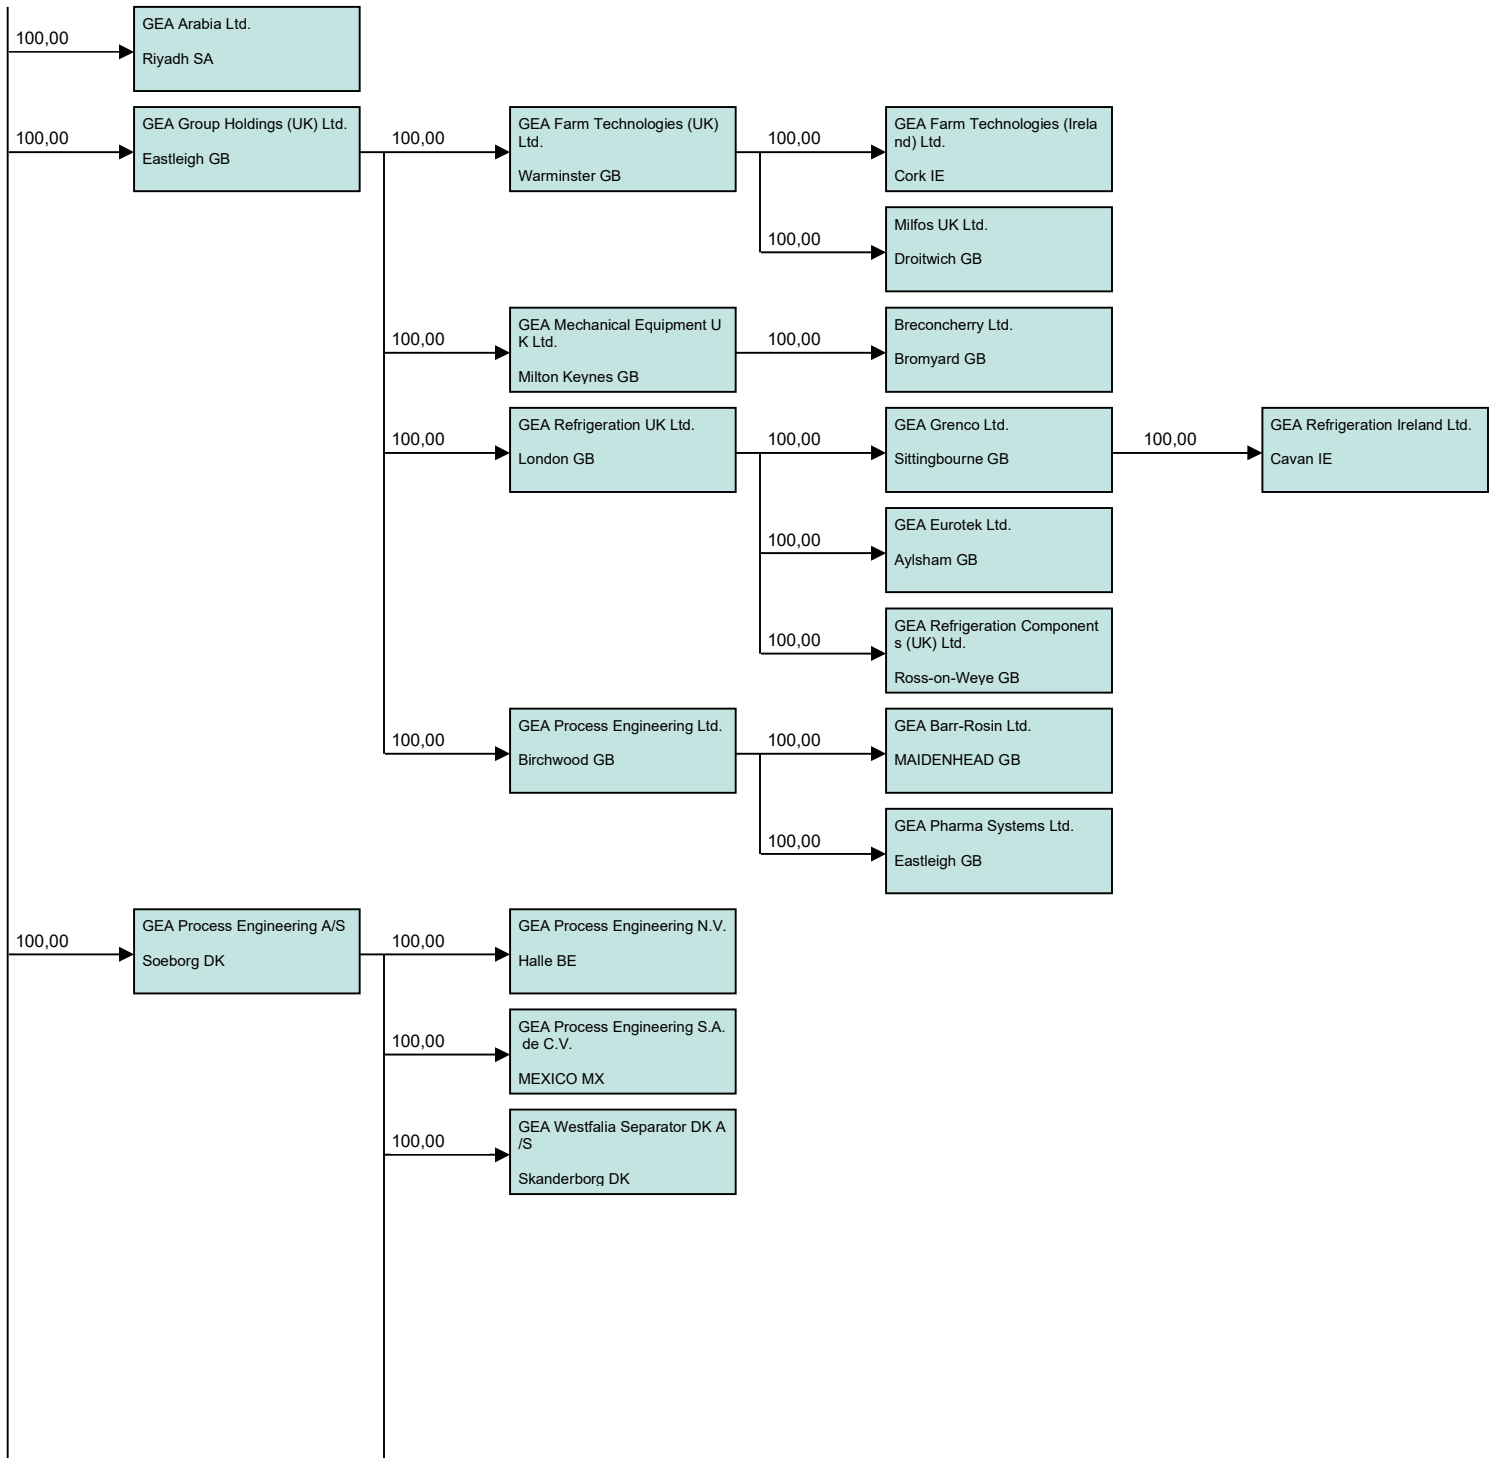 GEA Arabia Ltd.
100,00
Riyadh SA
GEA Group Holdings (UK) Ltd.
100,00
Eastleigh GB
100,00
GEA Farm Technologies (UK)
Ltd.
Warminster GB
100,00
GEA Farm Technologies (Irela
nd) Ltd.
Cork IE
100,00
Milfos UK Ltd.
Droitwich GB
100,00
GEA Mechanical Equipment U
K Ltd.
Milton Keynes GB
100,00
Breconcherry Ltd.
Bromyard GB
100,00
GEA Refrigeration UK Ltd.
London GB
100,00
GEA Grenco Ltd.
Sittingbourne GB
100,00
GEA Refrigeration Ireland Ltd.
Cavan IE
100,00
GEA Eurotek Ltd.
Aylsham GB
100,00
GEA Refrigeration Component
s (UK) Ltd.
Ross-on-Weye GB
100,00
GEA Process Engineering Ltd.
Birchwood GB
100,00
GEA Barr-Rosin Ltd.
MAIDENHEAD GB
100,00
GEA Pharma Systems Ltd.
Eastleigh GB
100,00
GEA Process Engineering A/S
Soeborg DK
100,00
GEA Process Engineering N.V.
Halle BE
100,00
GEA Process Engineering S.A.
de C.V.
MEXICO MX
100,00
GEA Westfalia Separator DK A
/S
Skanderborg DK